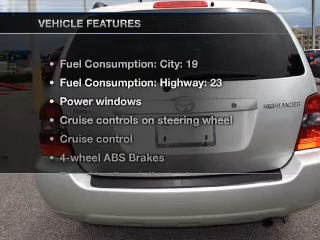 VEHICLE FEATURES
• Fuel Consumption: City: 19
• Fuel Consumption: Highway: 23
• Power windows
• Cruise controls on steering wheel
• Cruise control
• 4-wheel ABS Brakes
HIGHLANDER